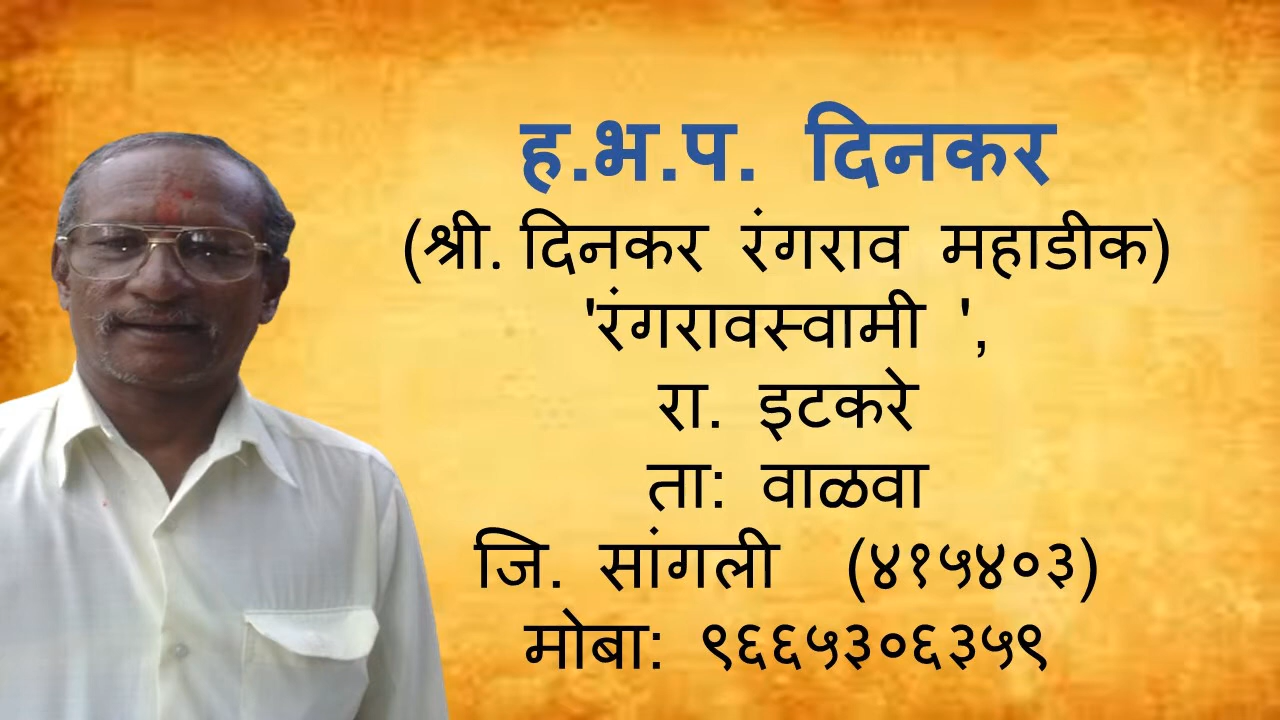 ह.भ.प. दिनकर
(श्री. दिनकर रंगराव महाडीक)
'रंगरावस्वामी ',
रा. इटकरे
ता: वाळवा
जि. सांगली (४१५४०३)
मोबा: ९६६५३०६३५९